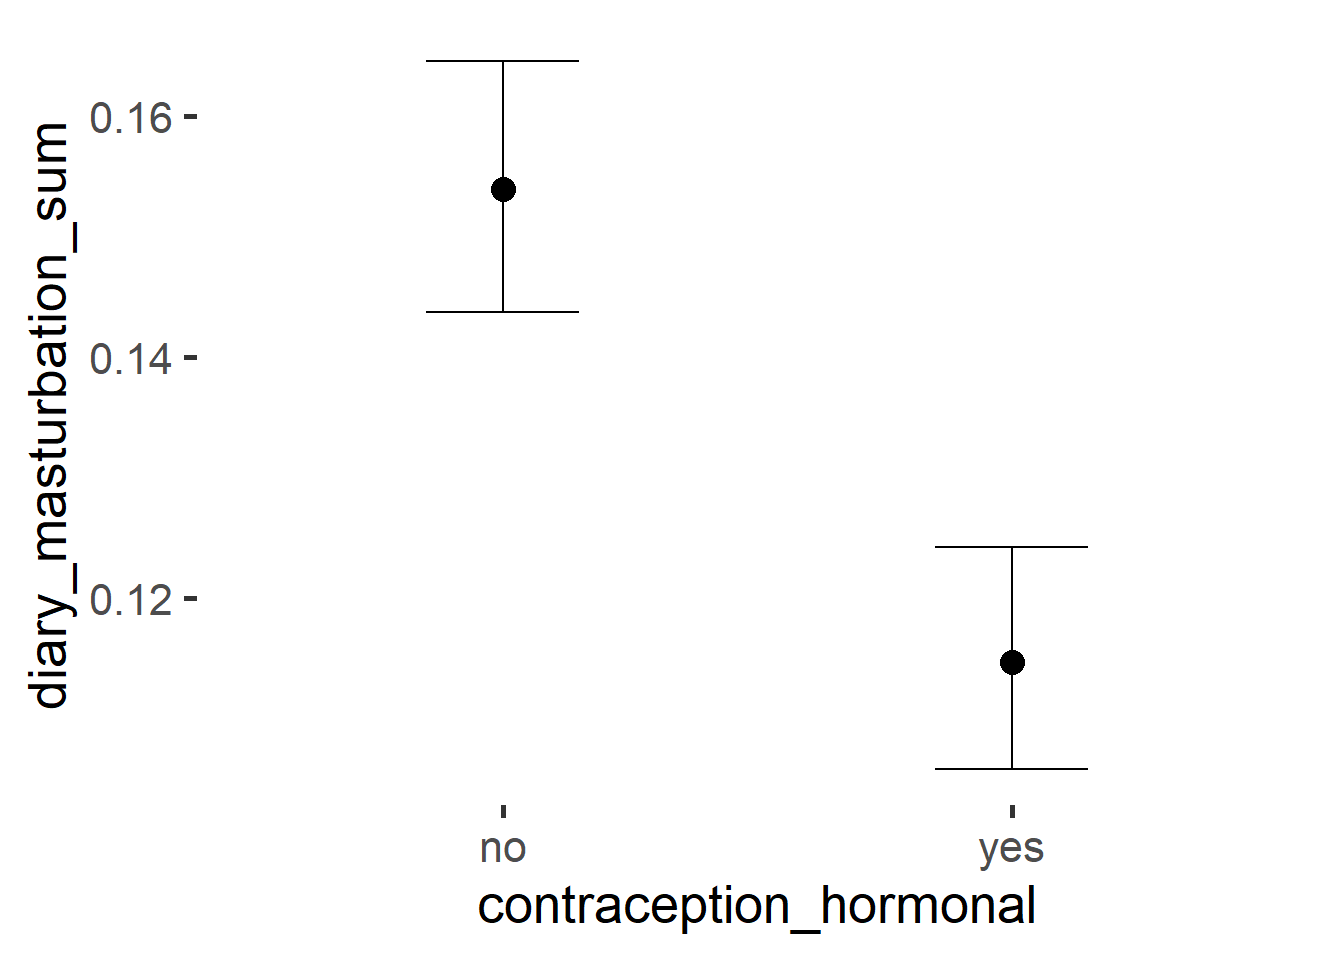 diary_masturbation_sum
0.16
0.14
0.12
no yes
contraception_hormonal